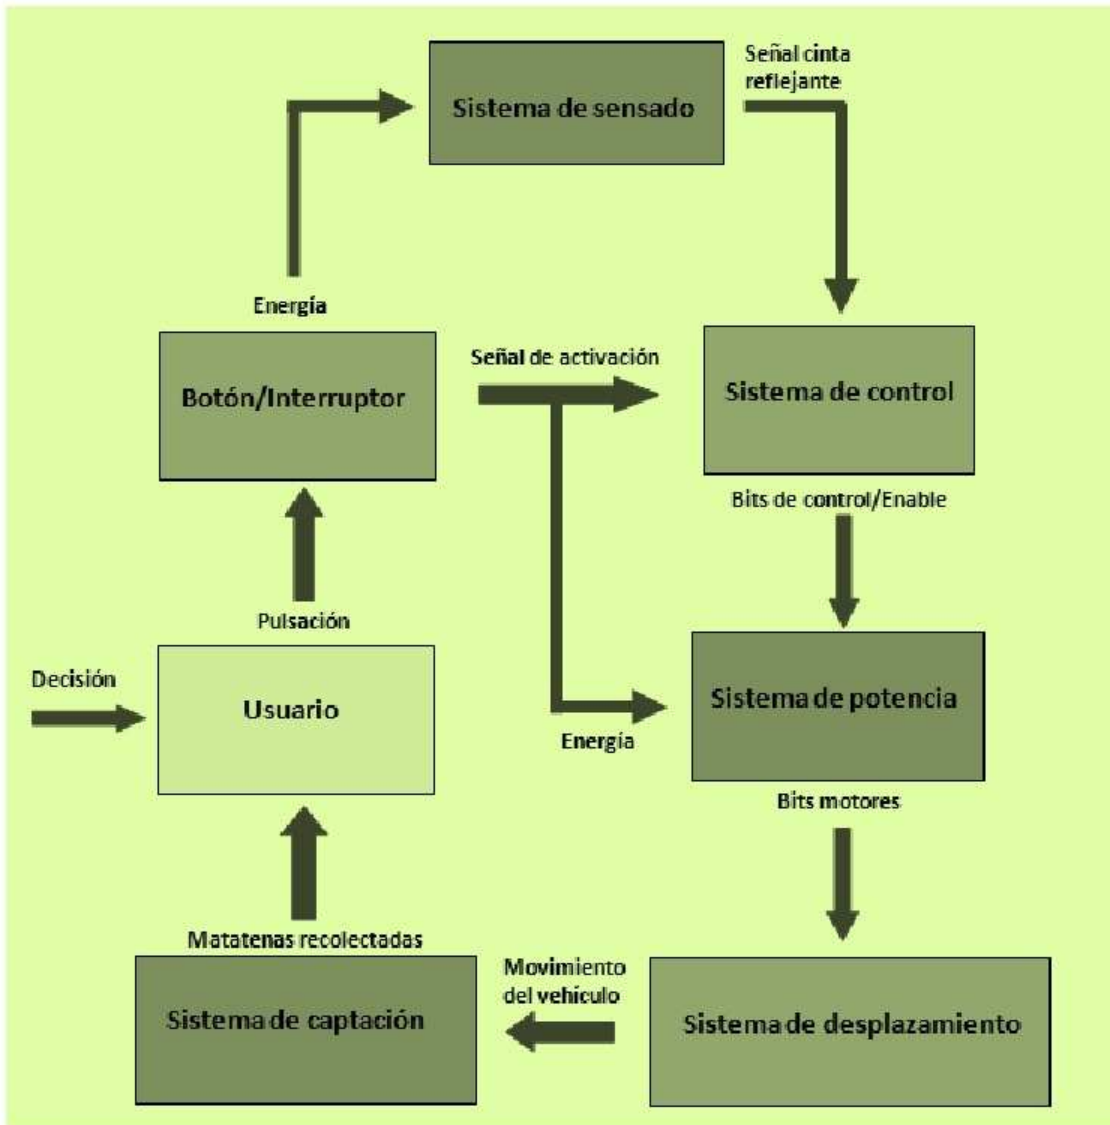 Señal cinta
reflejante
Sistema de sensado
Energía
Botón/Interruptor
Señal de activación
Sistema de control
Bits de control/Enable
Pulsación
Decisión
Usuario
Sistema de potencia
Energía
Bits motores
Matatenas recolectadas
Movimiento
del vehículo
Sistema de captación
Sistema de desplazamiento